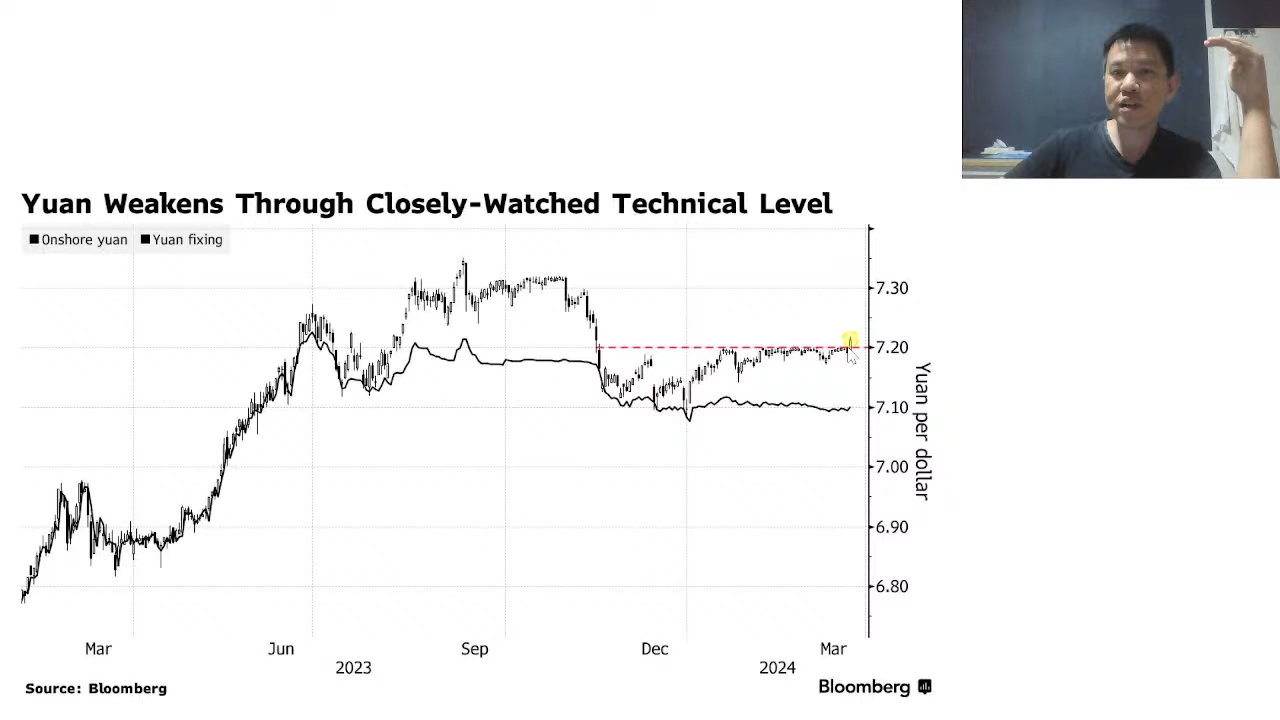 Yuan Weakens Through Closely-Watched Technical Level
Onshore yuan Yuan fixing
7.30
7.20
7.10
7.00
6.90
6.80
Yuan per dollar
Mar Jun Sep Dec Mar
2023 2024
Source: Bloomberg
Bloomberg